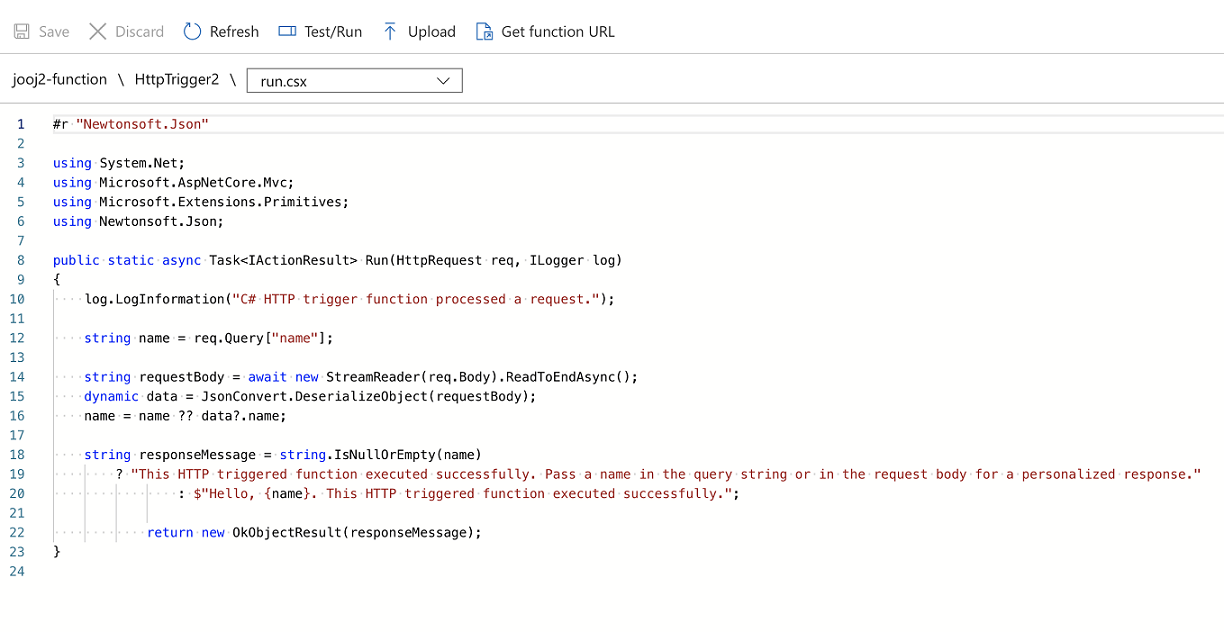 Save Discard Refresh Test/Run Upload Get function URL
jooj2-function \ HttpTrigger2 \ run.csx
1 #r "Newtonsoft.Json"
2
3 using System.Net;
4 using Microsoft.AspNetCore.Mvc;
5 using Microsoft.Extensions.Primitives;
6 using Newtonsoft.Json;
7
8 public static async Task<IActionResult> Run(HttpRequest req, ILogger log)
9 {
10     log.LogInformation("C# HTTP trigger function processed a request.");
11
12     string name = req.Query["name"];
13
14     string requestBody = await new StreamReader(req.Body).ReadToEndAsync();
15     dynamic data = JsonConvert.DeserializeObject(requestBody);
16     name = name ?? data?.name;
17
18     string responseMessage = string.IsNullOrEmpty(name)
19         ? "This HTTP triggered function executed successfully. Pass a name in the query string or in the request body for a personalized response."
20                 : $"Hello, {name}. This HTTP triggered function executed successfully.";
21
22             return new OkObjectResult(responseMessage);
23 }
24